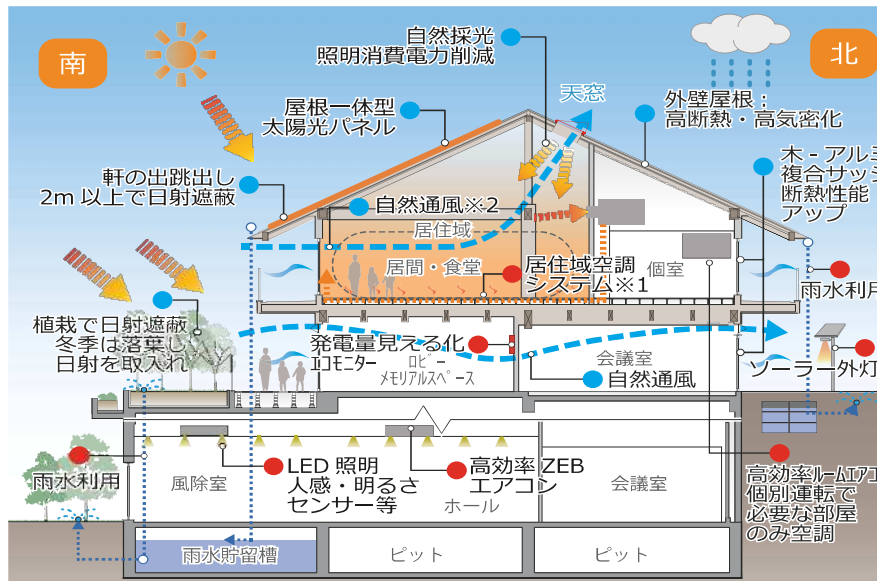 南
北
自然採光
照明消費電力削減
天窓
外壁屋根：
高断熱・高気密化
屋根一体型
太陽光パネル
木-アルミ
複合サッシ
断熱性能
アップ
軒の出跳出し
2m以上で日射遮蔽
自然通風※2
居住域
居間・食堂
居住域空調
システム※1
個室
雨水利用
植栽で日射遮蔽
冬季は落葉し
日射を取入れ
発電量見える化
エコモニター
ロビー
メモリアルスペース
会議室
自然通風
ソーラー外灯
雨水利用
風除室
LED照明
人感・明るさ
センサー等
高効率ZEB
エアコン
ホール
会議室
高効率ルームエアコ
個別運転で
必要な部屋
のみ空調
雨水貯留槽
ピット
ピット